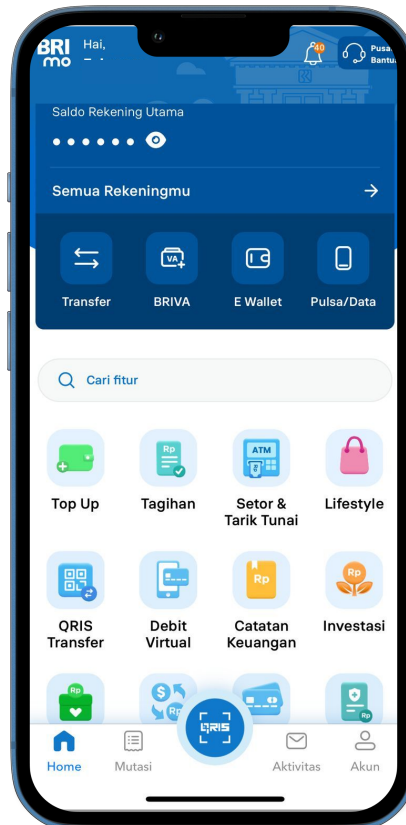 BRI
mo
Hai,
40
Pusa
Bantu
Saldo Rekening Utama
Semua Rekeningmu
Transfer
BRIVA
E Wallet
Pulsa/Data
VA
Cari fitur
Rp
ATM
Top Up
Tagihan
Setor &
Tarik Tunai
Lifestyle
Rp
Rp
QRIS
Transfer
Debit
Virtual
Catatan
Keuangan
Investasi
Rp
$
Rp
QRIS
Rp
Home
Mutasi
Aktivitas
Akun